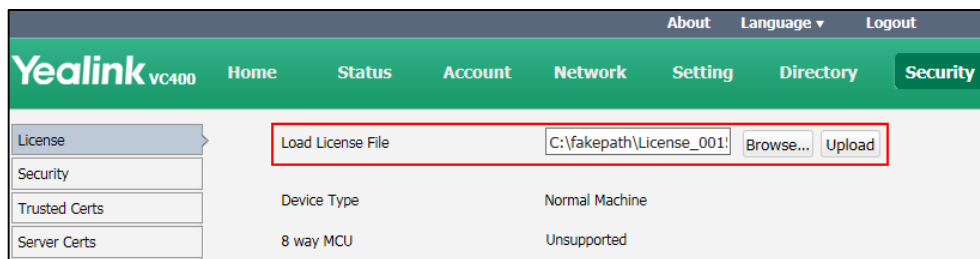 About Language ▾ Logout
Yealink VC400 Home Status Account Network Setting Directory Security
License
Load License File C:\fakepath\License_001 Browse... Upload
Security
Trusted Certs
Device Type Normal Machine
Server Certs
8 way MCU Unsupported